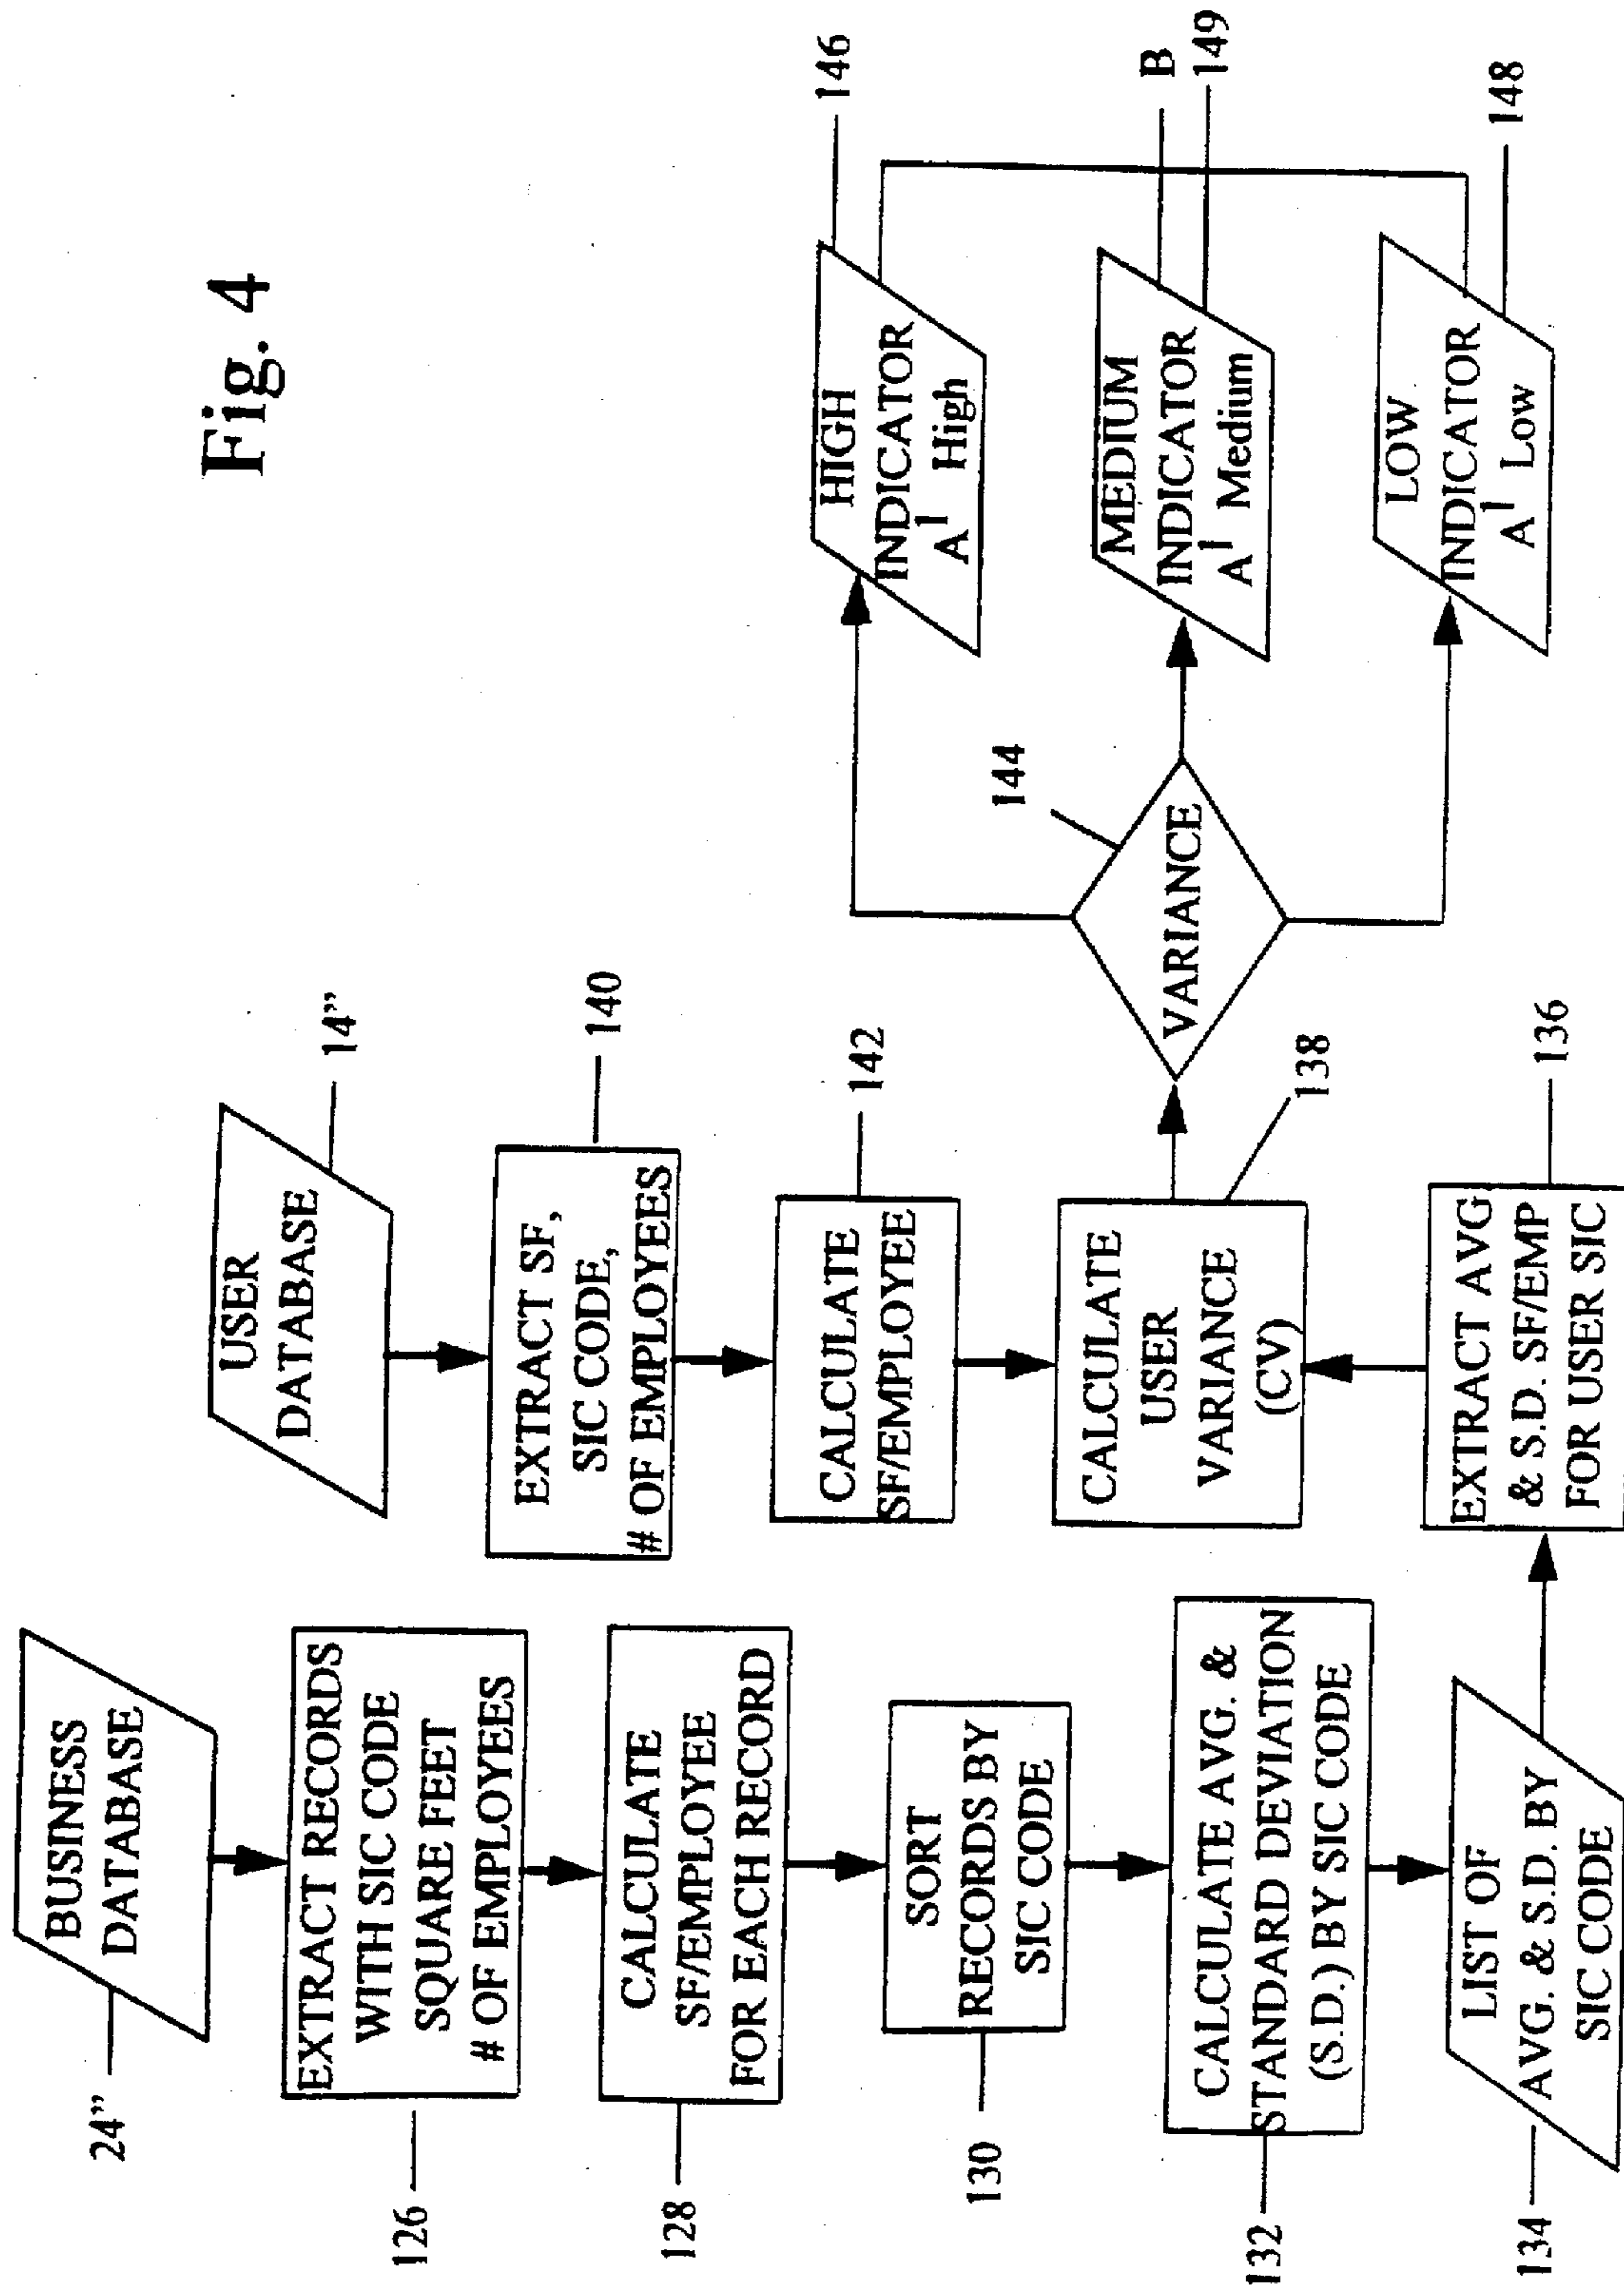 Fig. 4
BUSINESS
DATABASE
24”
EXTRACT RECORDS
WITH SIC CODE
SQUARE FEET
# OF EMPLOYEES
126
CALCULATE
SF/EMPLOYEE
FOR EACH RECORD
128
SORT
RECORDS BY
SIC CODE
130
CALCULATE AVG. &
STANDARD DEVIATION
(S.D.) BY SIC CODE
132
LIST OF
AVG. & S.D. BY
SIC CODE
134
USER
DATABASE
14”
EXTRACT SF,
SIC CODE,
# OF EMPLOYEES
140
CALCULATE
SF/EMPLOYEE
142
CALCULATE
USER
VARIANCE
(CV)
138
EXTRACT AVG
& S.D. SF/EMP
FOR USER SIC
136
VARIANCE
144
HIGH
INDICATOR
A¹ High
146
MEDIUM
INDICATOR
A¹ Medium
B
149
LOW
INDICATOR
A¹ Low
148